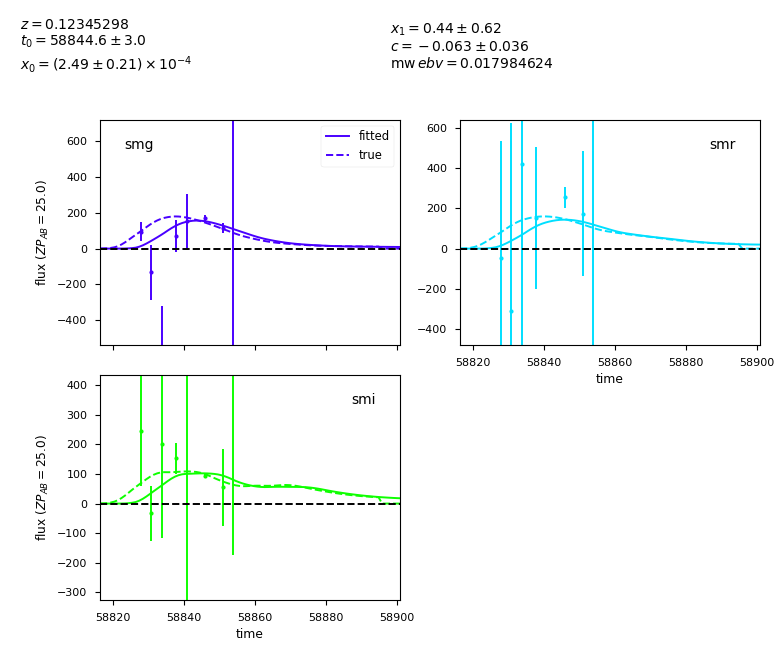 z = 0.12345298
t₀ = 58844.6 ± 3.0
x₀ = (2.49 ± 0.21) × 10⁻⁴
x₁ = 0.44 ± 0.62
c = −0.063 ± 0.036
mw ebv = 0.017984624
smg
fitted
true
600
400
200
0
−200
−400
flux (ZP_AB = 25.0)
smr
600
400
200
0
−200
−400
58820 58840 58860 58880 58900
time
smi
400
300
200
100
0
−100
−200
−300
flux (ZP_AB = 25.0)
58820 58840 58860 58880 58900
time